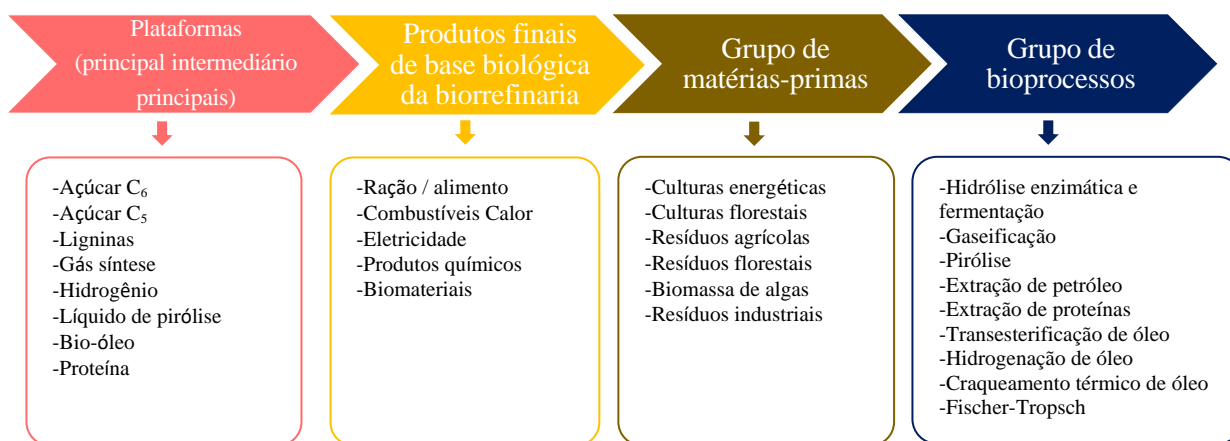 Plataformas
(principal intermediário
principais)
-Açúcar C₆
-Açúcar C₅
-Ligninas
-Gás síntese
-Hidrogênio
-Líquido de pirólise
-Bio-óleo
-Proteína
Produtos finais
de base biológica
da biorrefinaria
-Ração / alimento
-Combustíveis Calor
-Eletricidade
-Produtos químicos
-Biomateriais
Grupo de
matérias-primas
-Culturas energéticas
-Culturas florestais
-Resíduos agrícolas
-Resíduos florestais
-Biomassa de algas
-Resíduos industriais
Grupo de
bioprocessos
-Hidrólise enzimática e
fermentação
-Gaseificação
-Pirólise
-Extração de petróleo
-Extração de proteínas
-Transesterificação de óleo
-Hidrogenação de óleo
-Craqueamento térmico de óleo
-Fischer-Tropsch